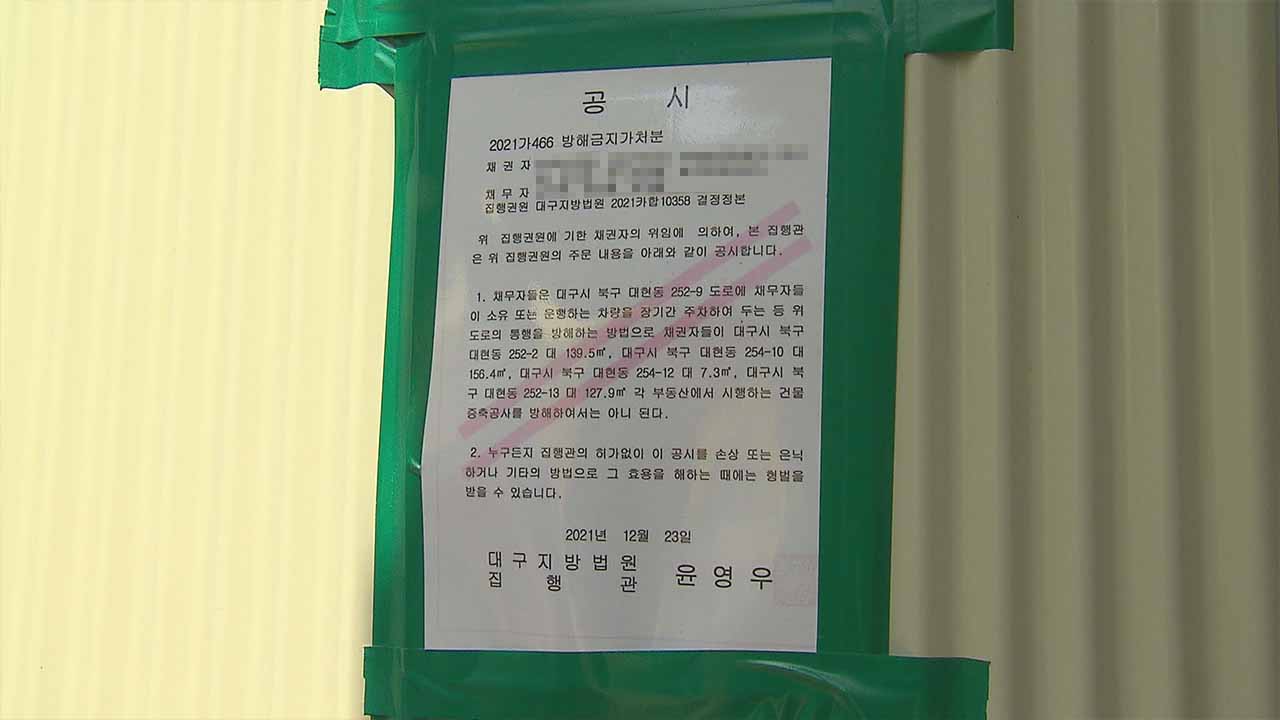 공 시
2021가466 방해금지가처분
채 권 자
채 무 자
집행권원 대구지방법원 2021카합10358 결정정본
위 집행권원에 기한 채권자의 위임에 의하여, 본 집행관
은 위 집행권원의 주문 내용을 아래와 같이 공시합니다.
1. 채무자들은 대구시 북구 대현동 252-9 도로에 채무자들
이 소유 또는 운행하는 차량을 장기간 주차하여 두는 등 위
도로의 통행을 방해하는 방법으로 채권자들이 대구시 북구
대현동 252-2 대 139.5㎡, 대구시 북구 대현동 254-10 대
156.4㎡, 대구시 북구 대현동 254-12 대 7.3㎡, 대구시 북
구 대현동 252-13 대 127.9㎡ 각 부동산에서 시행하는 건물
증축공사를 방해하여서는 아니 된다.
2. 누구든지 집행관의 허가없이 이 공시를 손상 또는 은닉
하거나 기타의 방법으로 그 효용을 해하는 때에는 형벌을
받을 수 있습니다.
2021년 12월 23일
대 구 지 방 법 원
집 행 관 윤 영 우